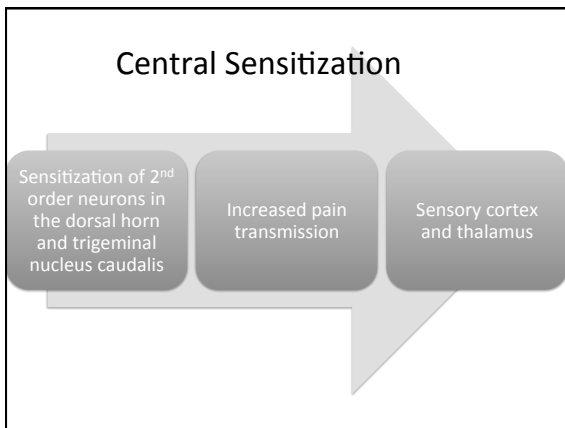 Central Sensitization
Sensitization of 2nd
order neurons in
the dorsal horn
and trigeminal
nucleus caudalis
Increased pain
transmission
Sensory cortex
and thalamus